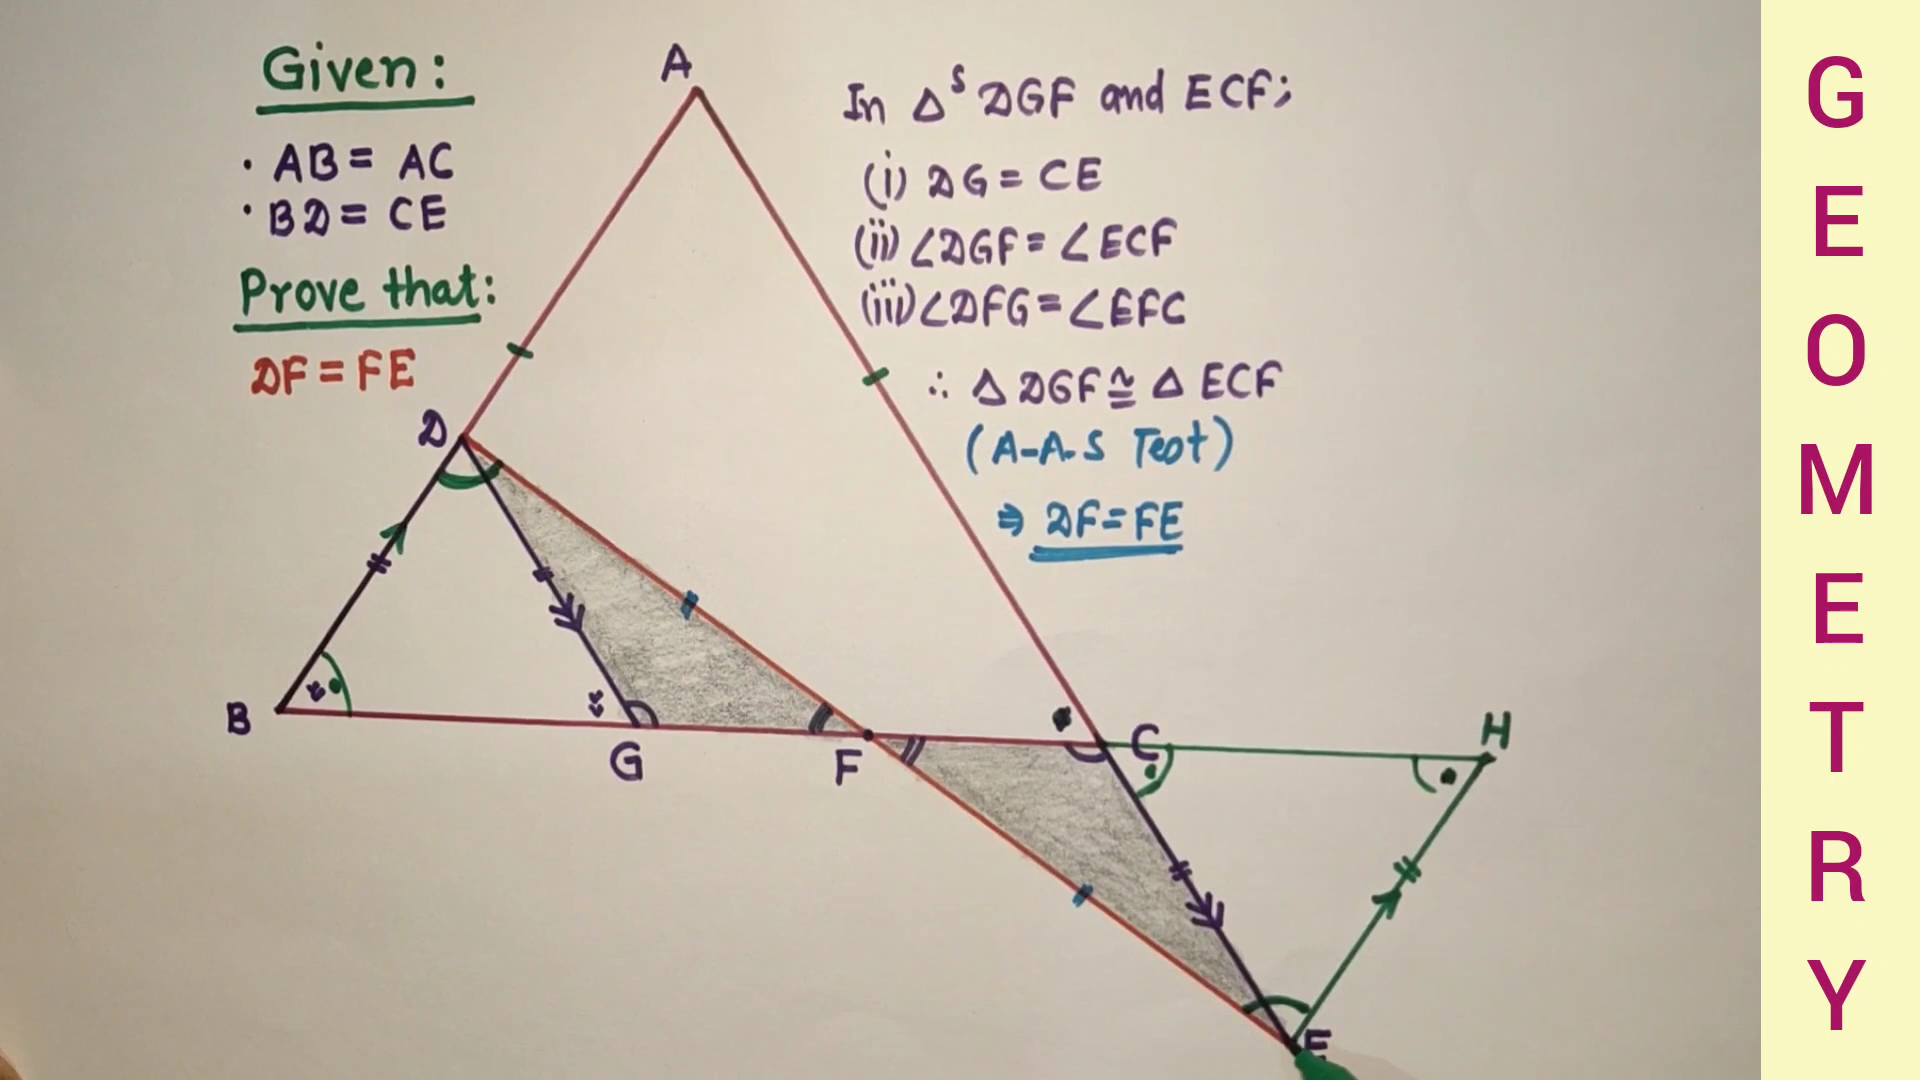 Given:
· AB = AC
· BD = CE
Prove that:
DF = FE
In Δˢ DGF and ECF;
(i) DG = CE
(ii) ∠DGF = ∠ECF
(iii) ∠DFG = ∠EFC
∴ Δ DGF ≅ Δ ECF
(A-A-S Test)
⇒ DF = FE
A
D
B
G
F
C
H
E
GEOMETRY